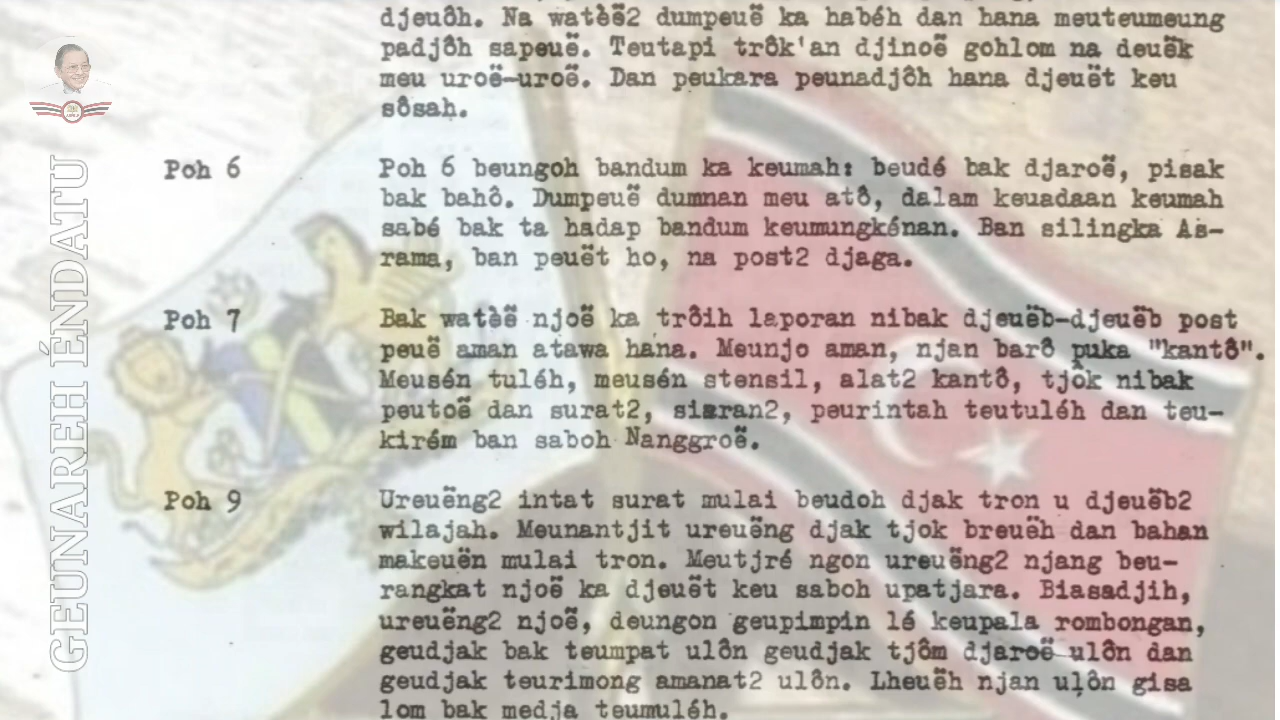 djeuôh. Na watèë2 dumpeuë ka habéh dan hana meuteumeung
padjôh sapeuë. Teutapi trôk'an djinoë gohlom na deuëk
meu uroë-uroë. Dan peukara peunadjôh hana djeuët keu
sôsah.
Poh 6 Poh 6 beungoh bandum ka keumah: beudé bak djaroë, pisak
bak bahô. Dumpeuë dumnan meu atô, dalam keuadaan keumah
sabé bak ta hadap bandum keumungkénan. Ban silingka As-
rama, ban peuët ho, na post2 djaga.
Poh 7 Bak watèë njoë ka trôih laporan nibak djeuëb-djeuëb post
peuë aman atawa hana. Meunjo aman, njan barô puka "kantô".
Meusén tuléh, meusén stensil, alat2 kantô, tjôk nibak
peutoë dan surat2, siaran2, peurintah teutuléh dan teu-
kirém ban saboh Nanggroë.
Poh 9 Ureuëng2 intat surat mulai beudoh djak tron u djeuëb2
wilajah. Meunantjit ureuëng djak tjok breuëh dan bahan
makeuën mulai tron. Meutjré ngon ureuëng2 njang beu-
rangkat njoë ka djeuët keu saboh upatjara. Biasadjih,
ureuëng2 njoë, deungon geupimpin lé keupala rombongan,
geudjak bak teumpat ulôn geudjak tjôm djaroë ulôn dan
geudjak teurimong amanat2 ulôn. Lheuëh njan ulôn gisa
lom bak medja teumuléh.
GEUNAREH ÉNDATU